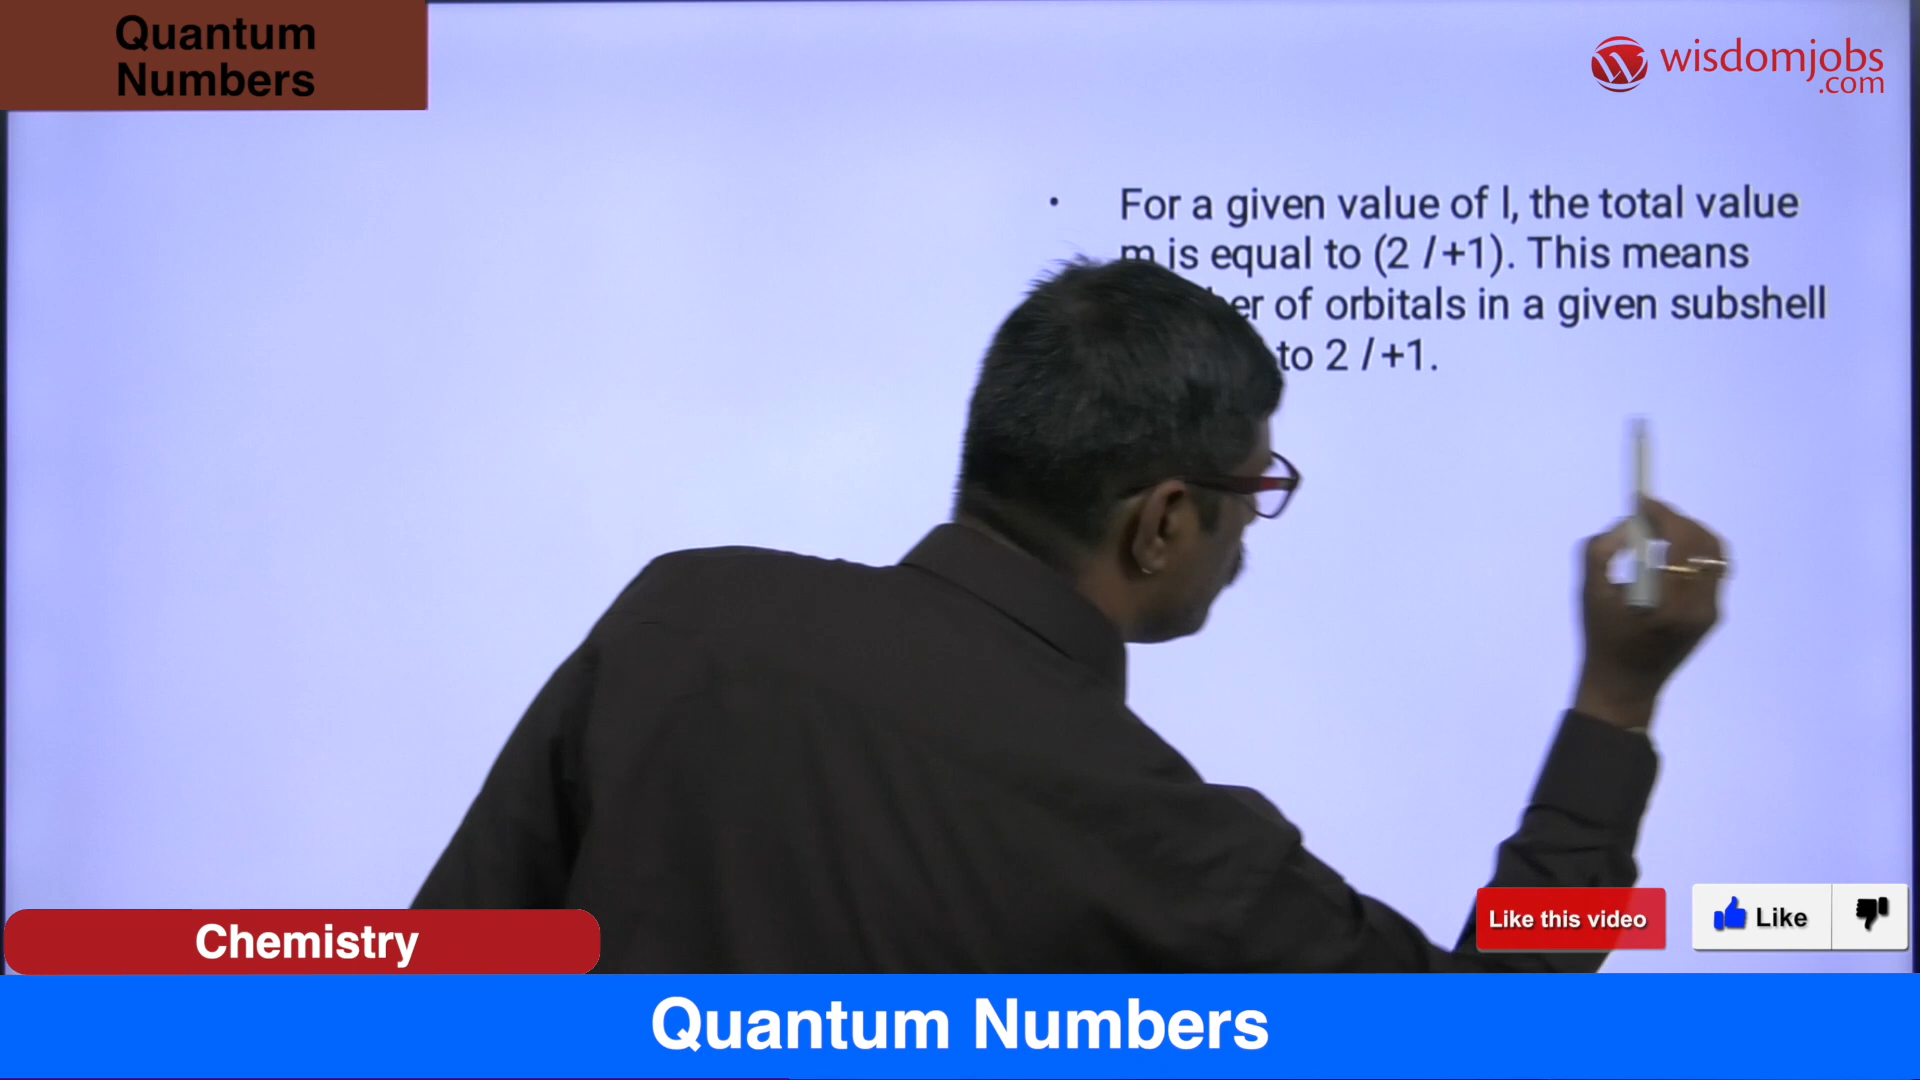 Quantum
Numbers
wisdomjobs
.com
• For a given value of l, the total value
m is equal to (2 l +1). This means
of orbitals in a given subshell
to 2 l +1.
Like this video
Like
Chemistry
Quantum Numbers